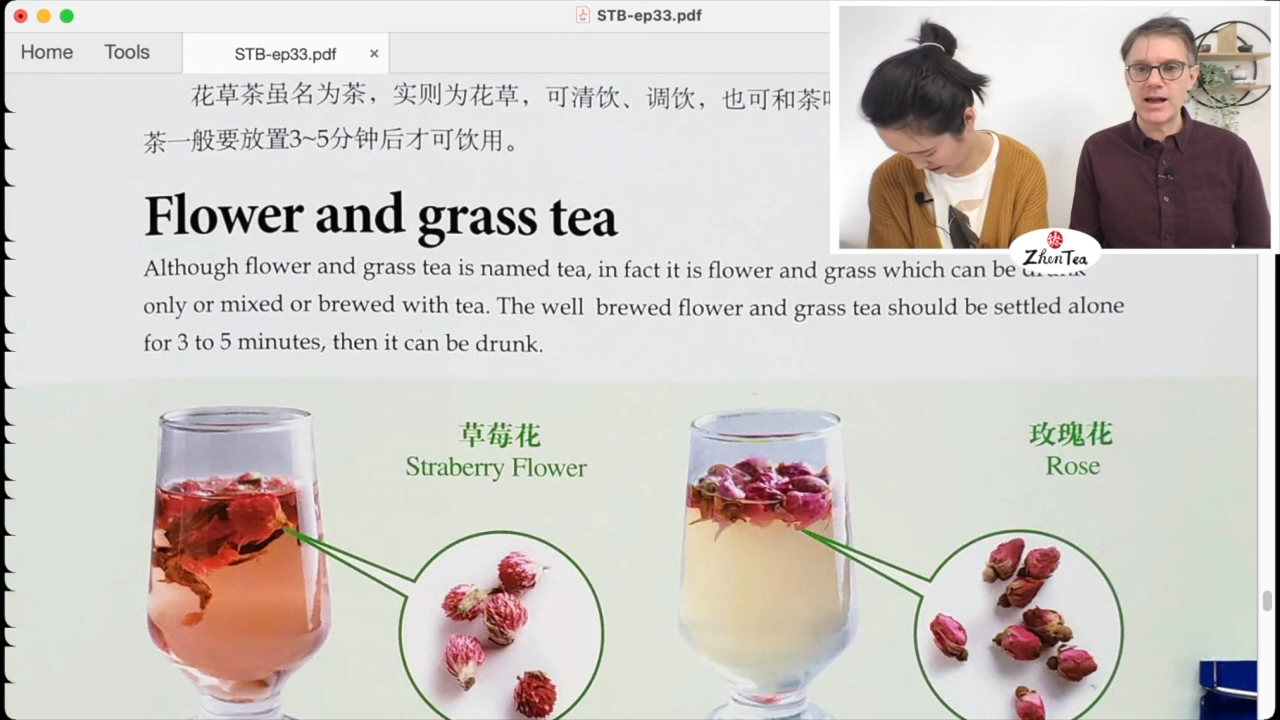 STB-ep33.pdf
Home Tools STB-ep33.pdf ×
花草茶虽名为茶，实则为花草，可清饮、调饮，也可和茶
茶一般要放置3~5分钟后才可饮用。
Flower and grass tea
Although flower and grass tea is named tea, in fact it is flower and grass which can be drunk
only or mixed or brewed with tea. The well brewed flower and grass tea should be settled alone
for 3 to 5 minutes, then it can be drunk.
草莓花
Straberry Flower
玫瑰花
Rose
ZhenTea